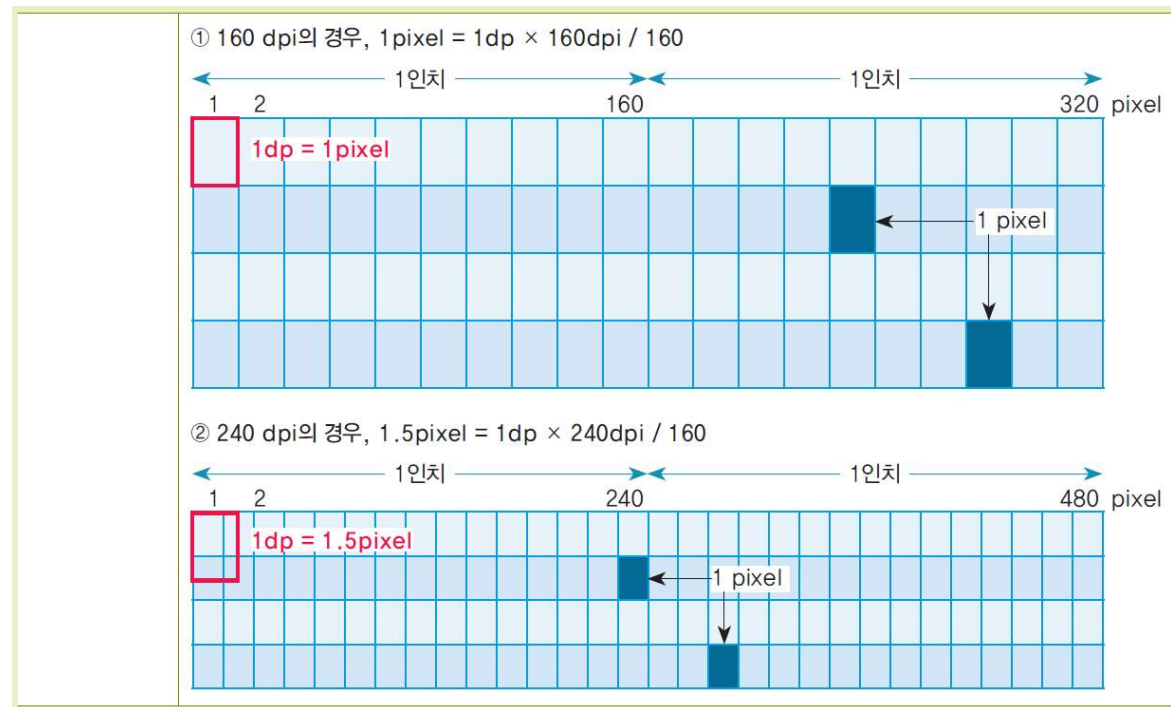 ① 160 dpi의 경우, 1pixel = 1dp × 160dpi / 160
1인치 1인치
1 2 160 320 pixel
1dp = 1pixel
1 pixel
② 240 dpi의 경우, 1.5pixel = 1dp × 240dpi / 160
1인치 1인치
1 2 240 480 pixel
1dp = 1.5pixel
1 pixel